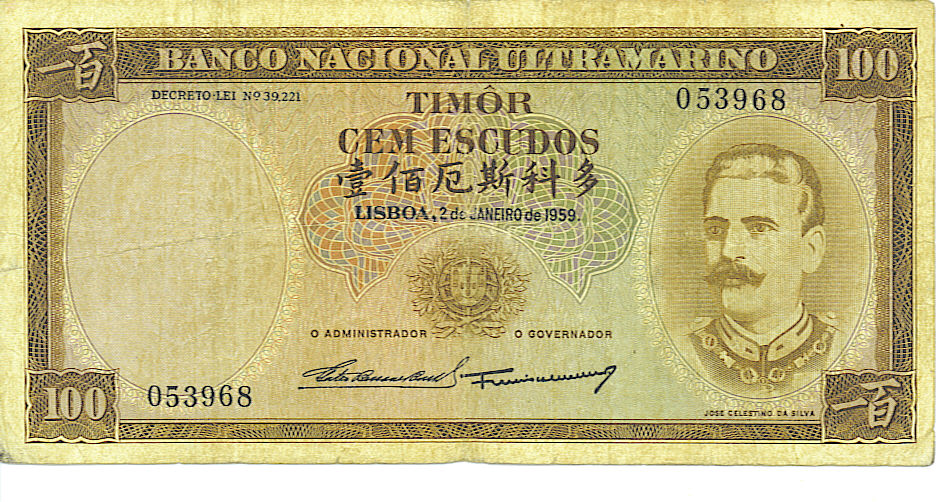 一百 BANCO NACIONAL ULTRAMARINO 100
DECRETO-LEI Nº 39,221
TIMÔR
053968
CEM ESCUDOS
壹佰厄斯科多
LISBOA, 2 de JANEIRO de 1959.
O ADMINISTRADOR O GOVERNADOR
100 053968
JOSÉ CELESTINO DA SILVA
一百